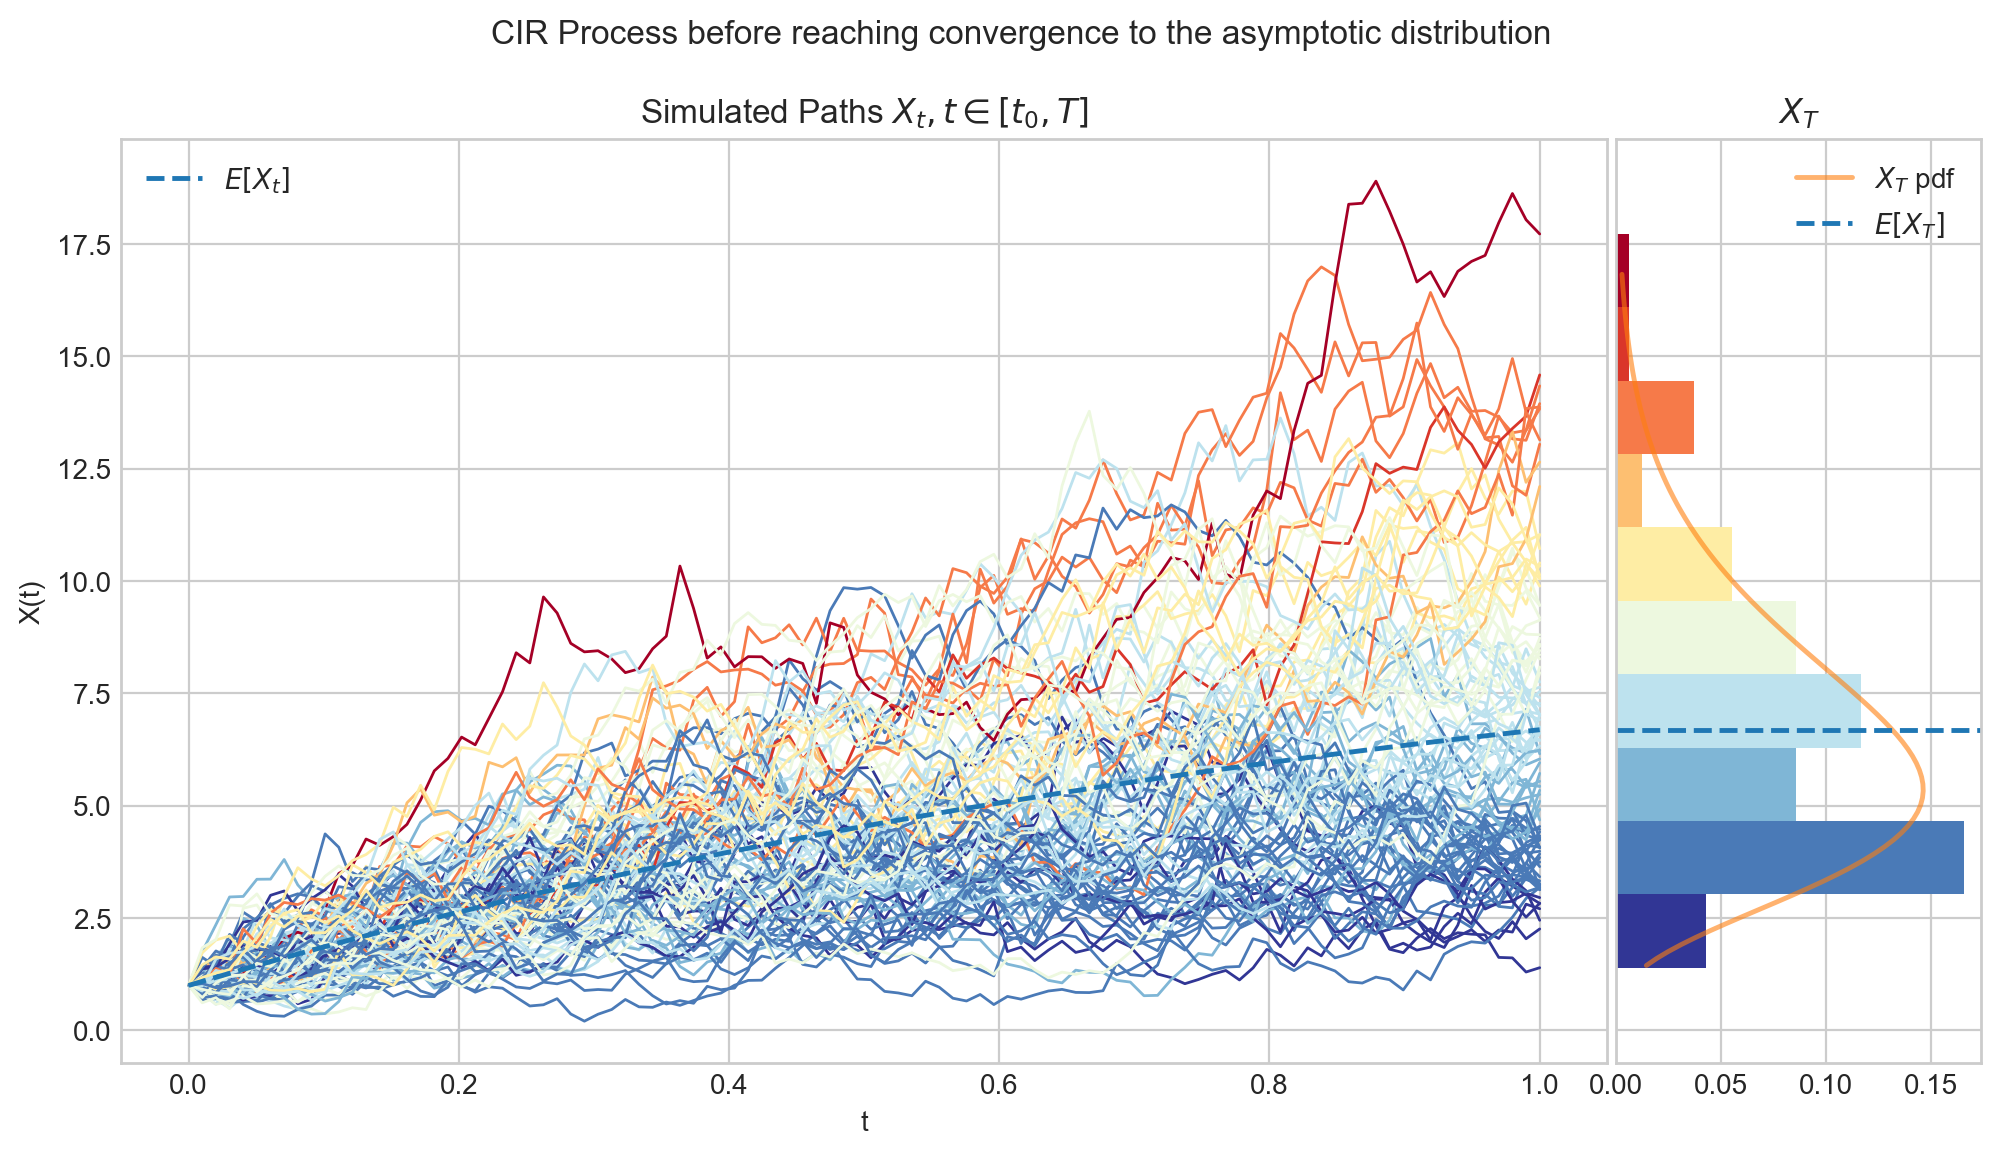 CIR Process before reaching convergence to the asymptotic distribution
Simulated Paths $X_t, t \in [t_0, T]$
$X_T$
$E[X_t]$
$X_T$ pdf
$E[X_T]$
X(t)
17.5
15.0
12.5
10.0
7.5
5.0
2.5
0.0
0.0 0.2 0.4 0.6 0.8 1.0
0.00 0.05 0.10 0.15
t